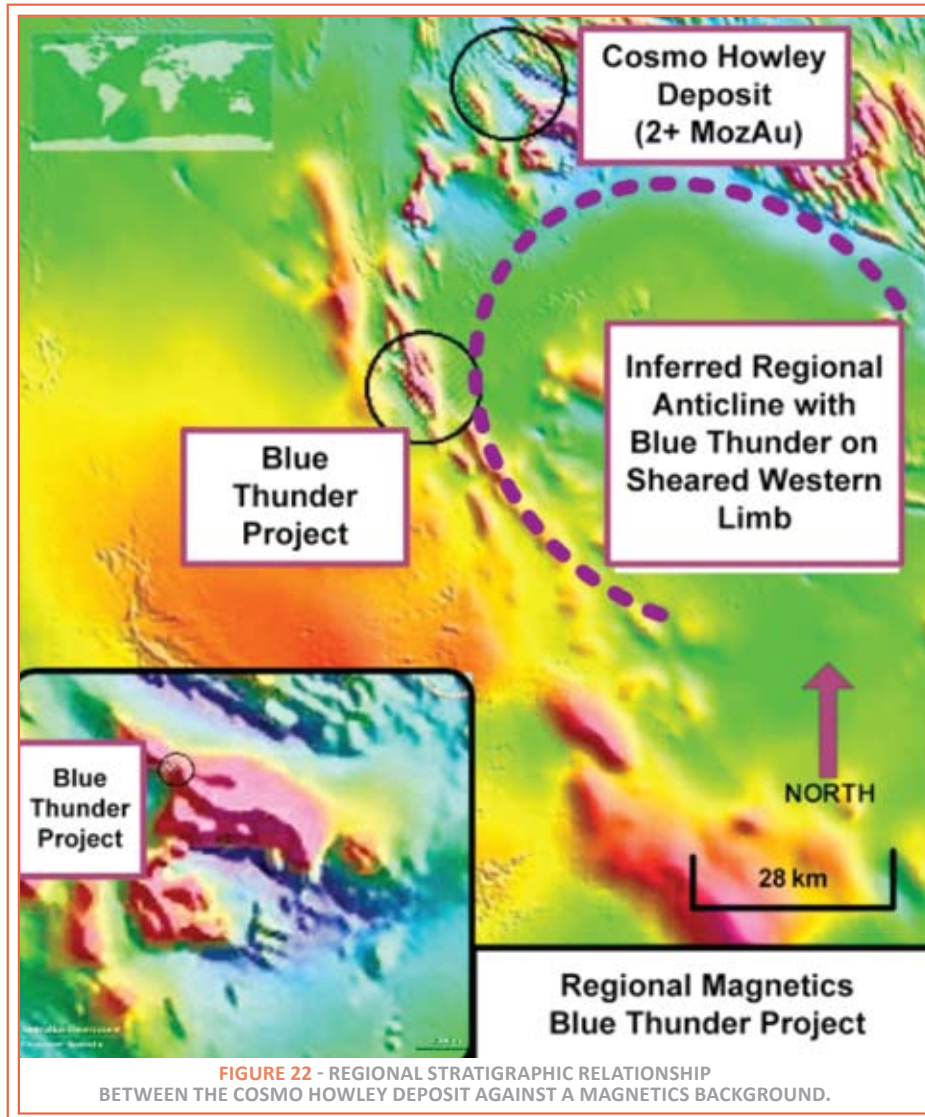 Cosmo Howley
Deposit
(2+ MozAu)
Inferred Regional
Anticline with
Blue Thunder on
Sheared Western
Limb
Blue
Thunder
Project
NORTH
28 km
Blue
Thunder
Project
Regional Magnetics
Blue Thunder Project
FIGURE 22 - REGIONAL STRATIGRAPHIC RELATIONSHIP
BETWEEN THE COSMO HOWLEY DEPOSIT AGAINST A MAGNETICS BACKGROUND.